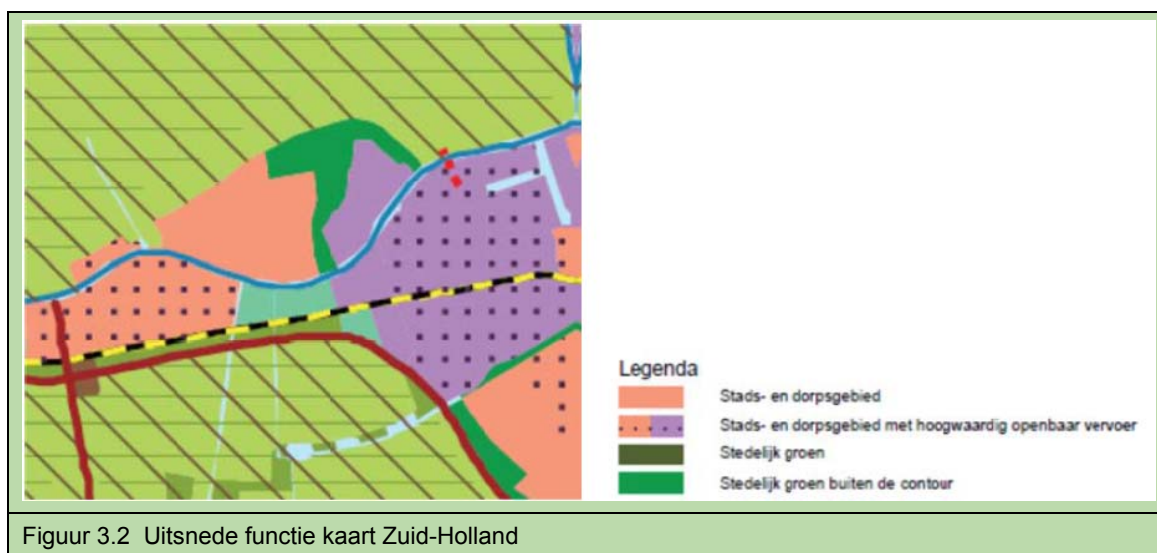 Legenda
Stads- en dorpsgebied
Stads- en dorpsgebied met hoogwaardig openbaar vervoer
Stedelijk groen
Stedelijk groen buiten de contour
Figuur 3.2 Uitsnede functie kaart Zuid-Holland